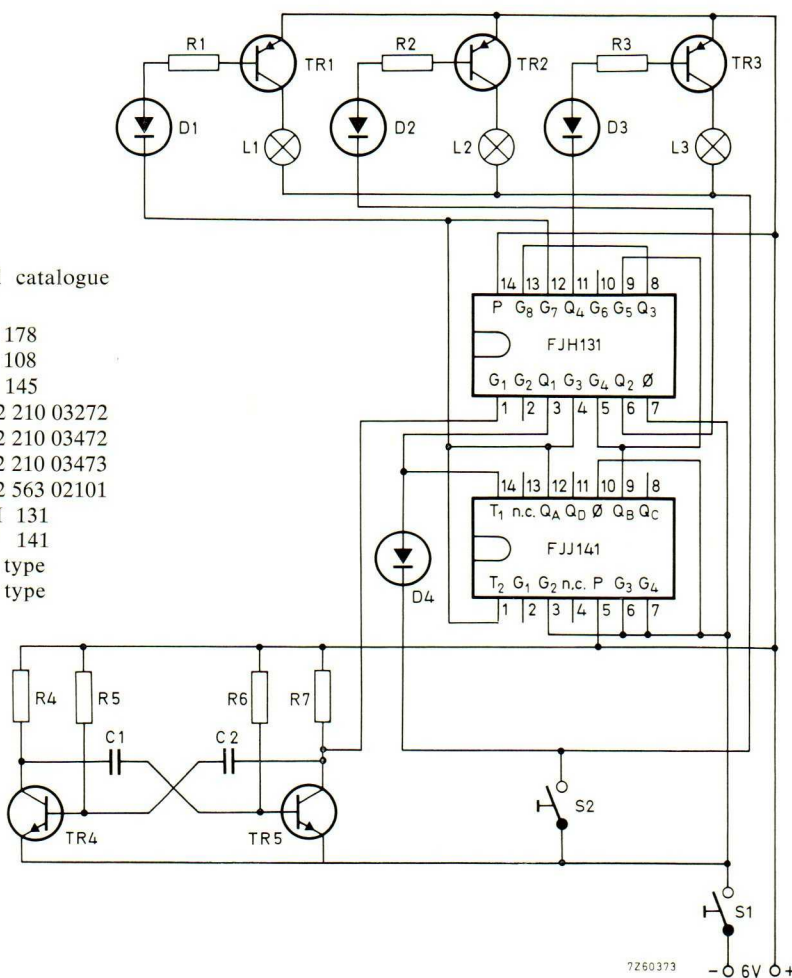 R1 TR1 R2 TR2 R3 TR3
D1 L1 D2 L2 D3 L3
catalogue
178
108
145
2 210 03272
2 210 03472
2 210 03473
2 563 02101
131
141
type
type
14 13 12 11 10 9 8
P G8 G7 Q4 G6 G5 Q3
FJH131
G1 G2 Q1 G3 G4 Q2 Ø
1 2 3 4 5 6 7
14 13 12 11 10 9 8
T1 n.c. QA QD Ø QB QC
FJJ141
T2 G1 G2 n.c. P G3 G4
1 2 3 4 5 6 7
D4
R4 R5 R6 R7
C1 C2
TR4 TR5
S2
S1
7Z60373
- 6V +